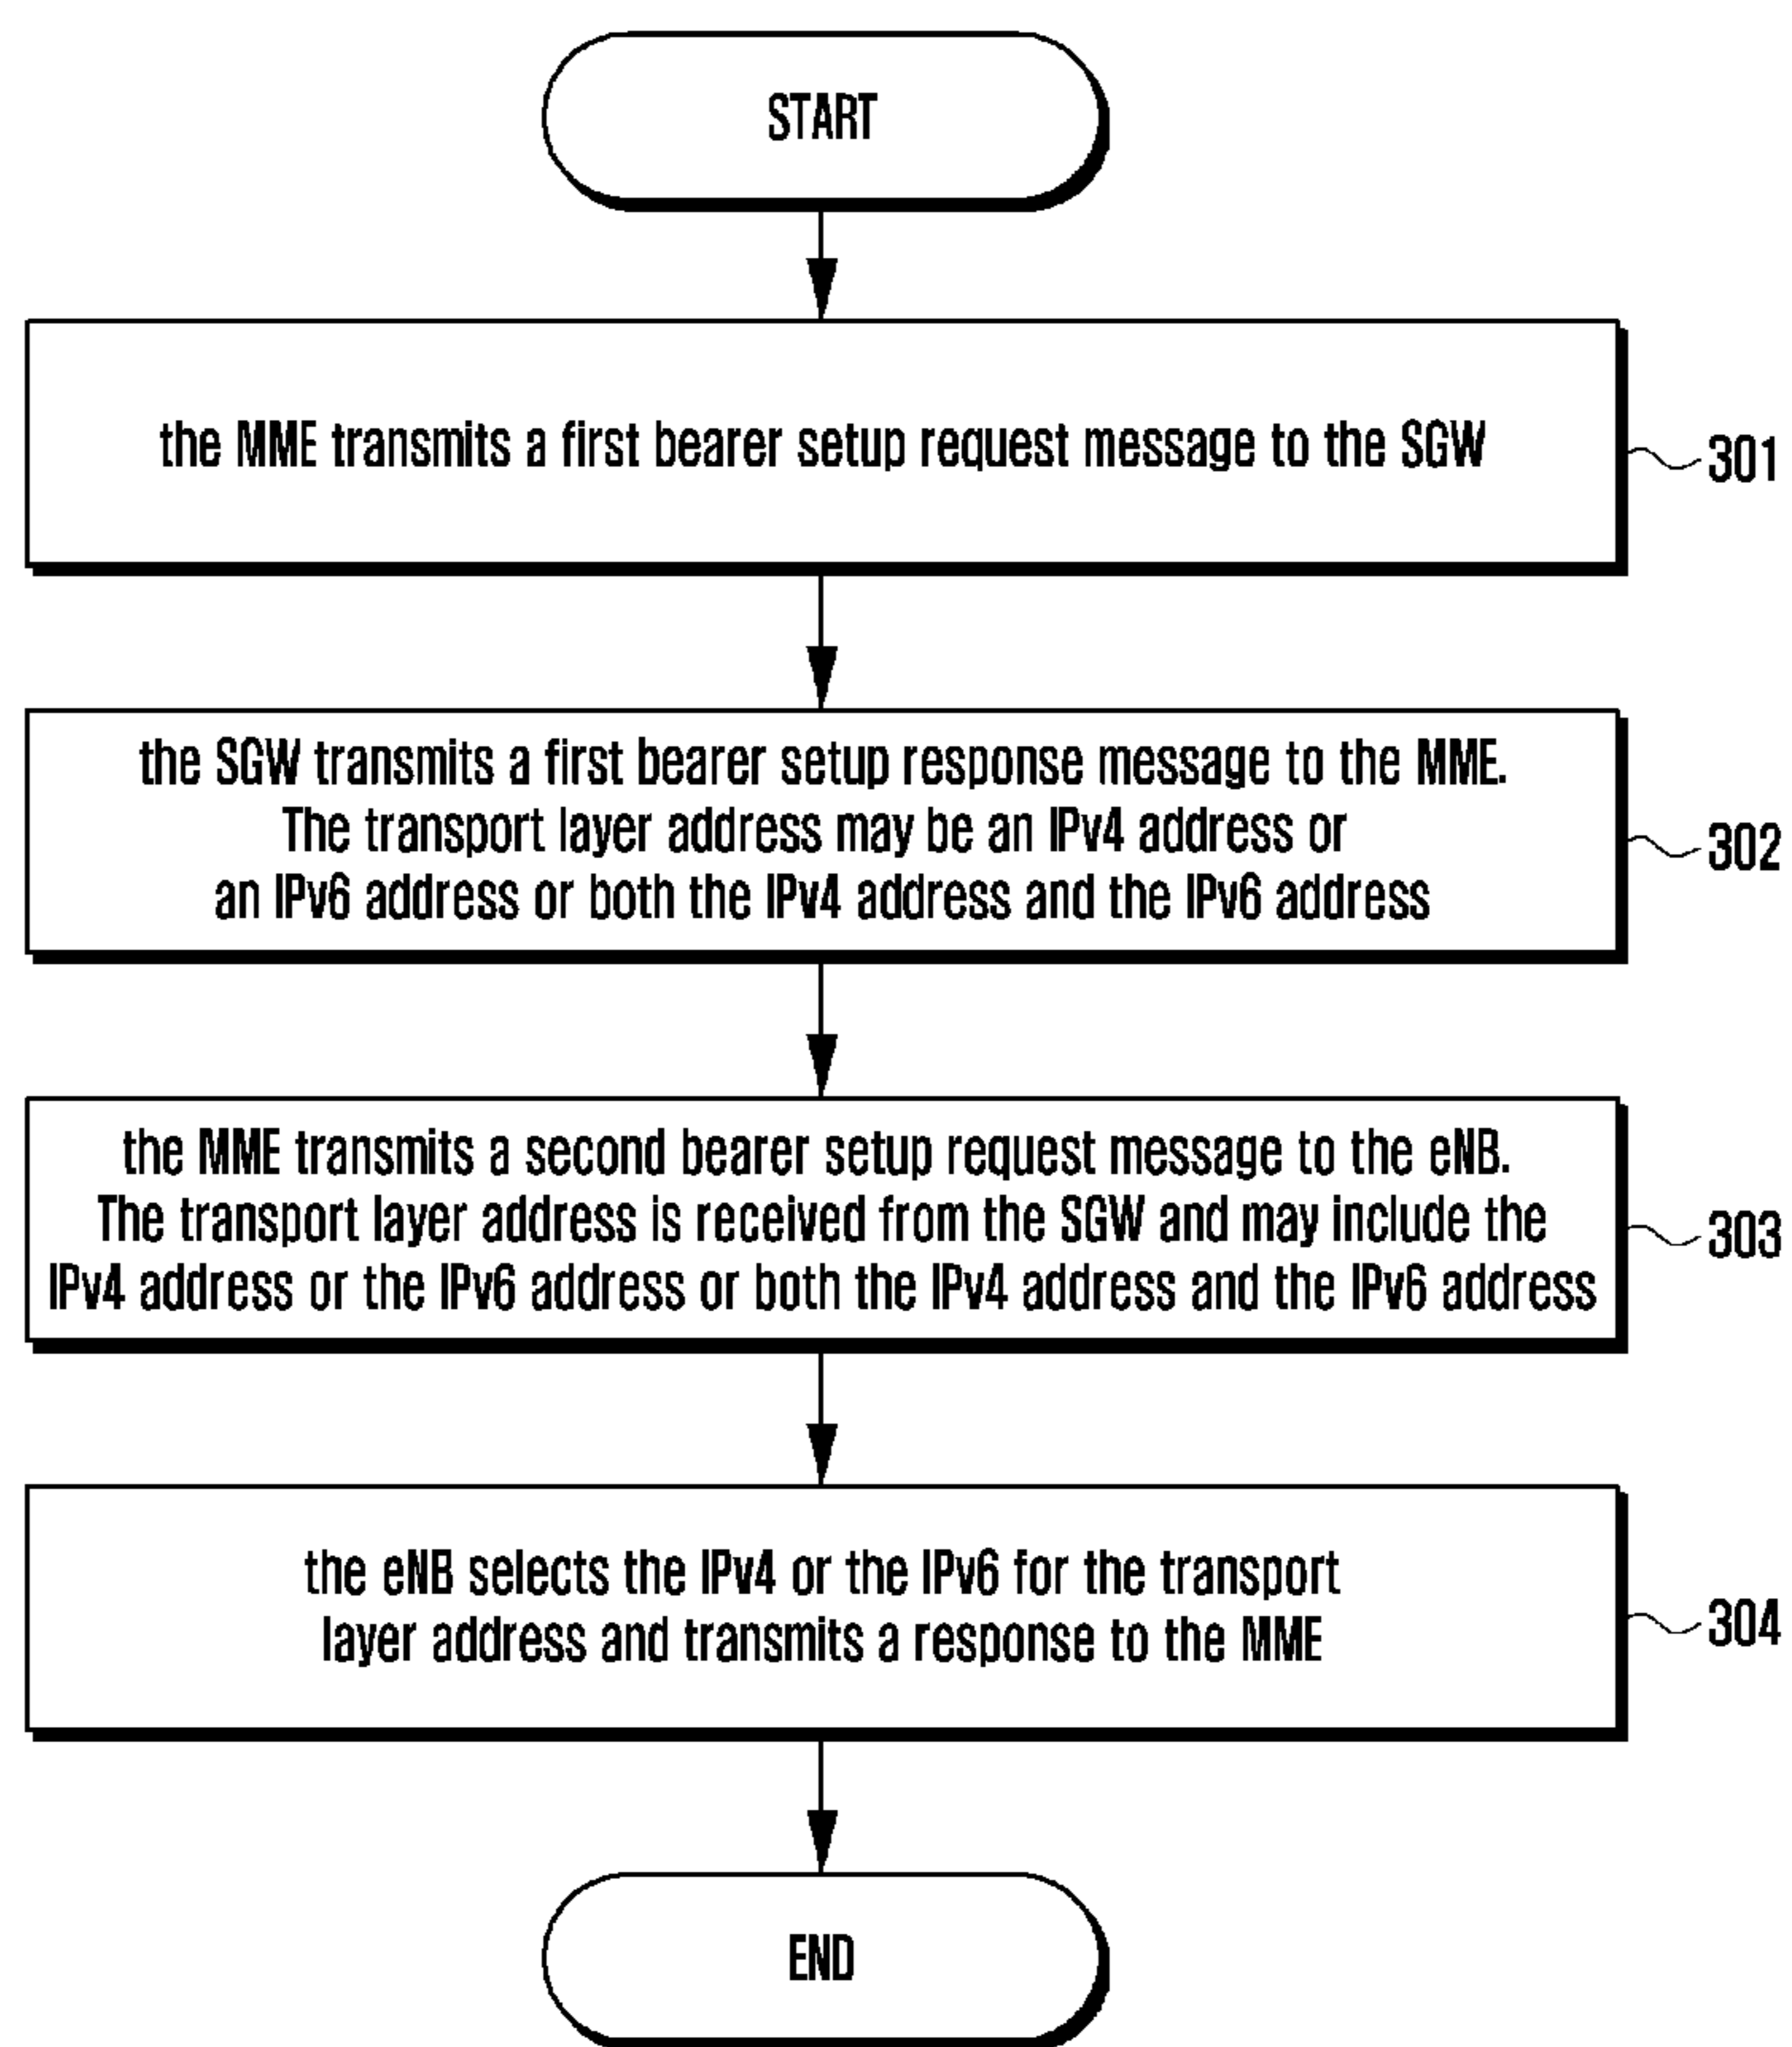 START
the MME transmits a first bearer setup request message to the SGW
301
the SGW transmits a first bearer setup response message to the MME.
The transport layer address may be an IPv4 address or
an IPv6 address or both the IPv4 address and the IPv6 address
302
the MME transmits a second bearer setup request message to the eNB.
The transport layer address is received from the SGW and may include the
IPv4 address or the IPv6 address or both the IPv4 address and the IPv6 address
303
the eNB selects the IPv4 or the IPv6 for the transport
layer address and transmits a response to the MME
304
END